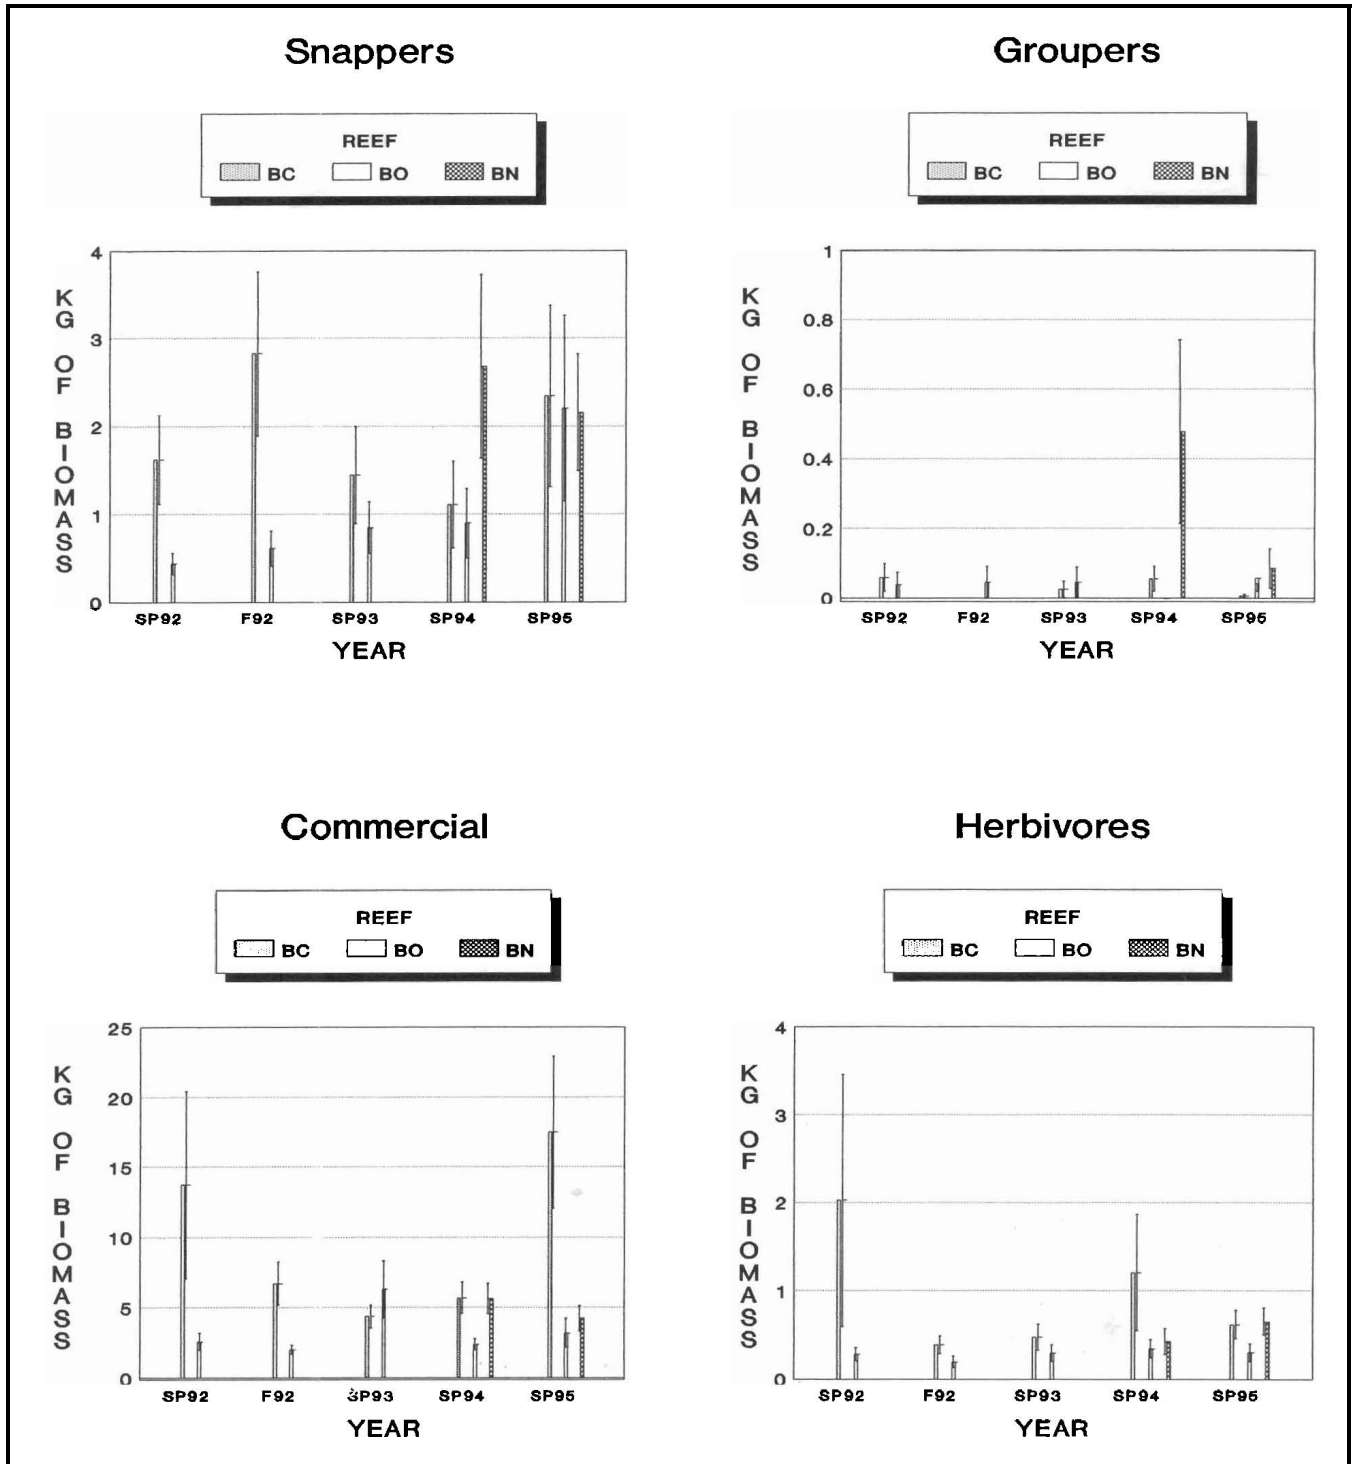 Snappers
REEF
BC BO BN
KG OF BIOMASS
4
3
2
1
0
SP92 F92 SP93 SP94 SP95
YEAR
Groupers
REEF
BC BO BN
KG OF BIOMASS
1
0.8
0.6
0.4
0.2
0
SP92 F92 SP93 SP94 SP95
YEAR
Commercial
REEF
BC BO BN
KG OF BIOMASS
25
20
15
10
5
0
SP92 F92 SP93 SP94 SP95
YEAR
Herbivores
REEF
BC BO BN
KG OF BIOMASS
4
3
2
1
0
SP92 F92 SP93 SP94 SP95
YEAR